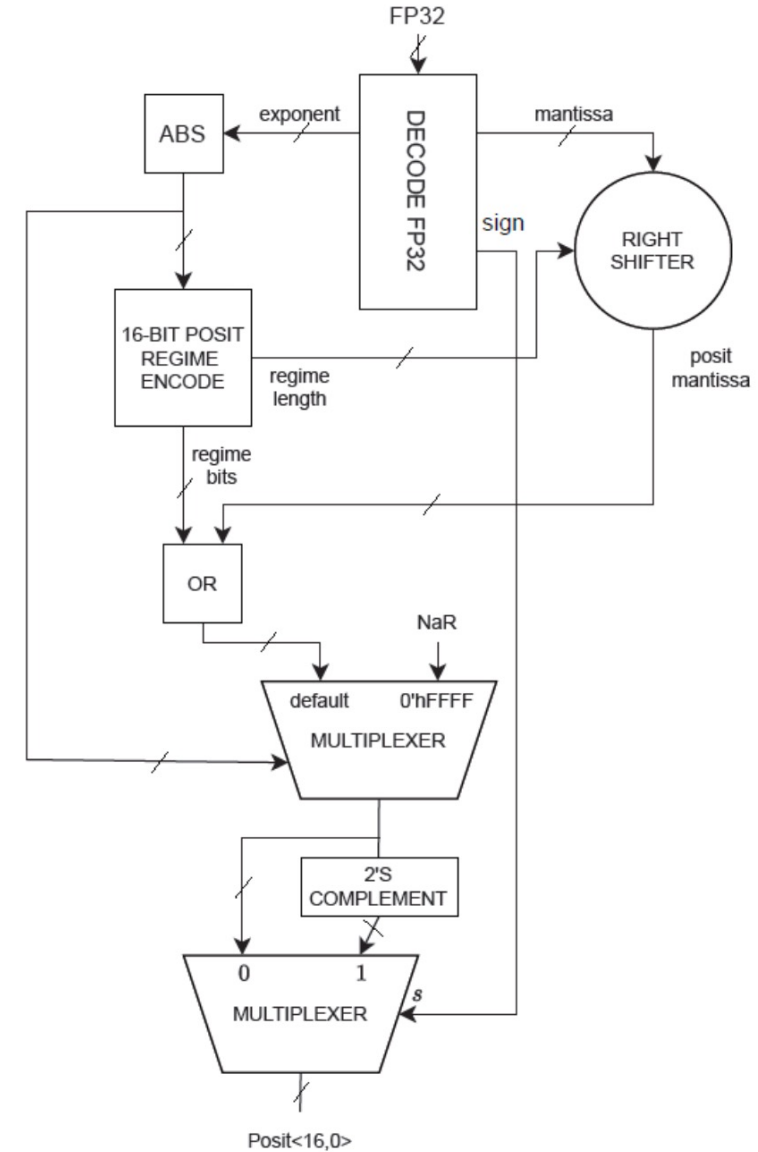 FP32
exponent
mantissa
ABS
DECODE FP32
sign
RIGHT
SHIFTER
16-BIT POSIT
REGIME
ENCODE
regime
length
posit
mantissa
regime
bits
OR
NaR
default
0'hFFFF
MULTIPLEXER
2'S
COMPLEMENT
0
1
s
MULTIPLEXER
Posit<16,0>